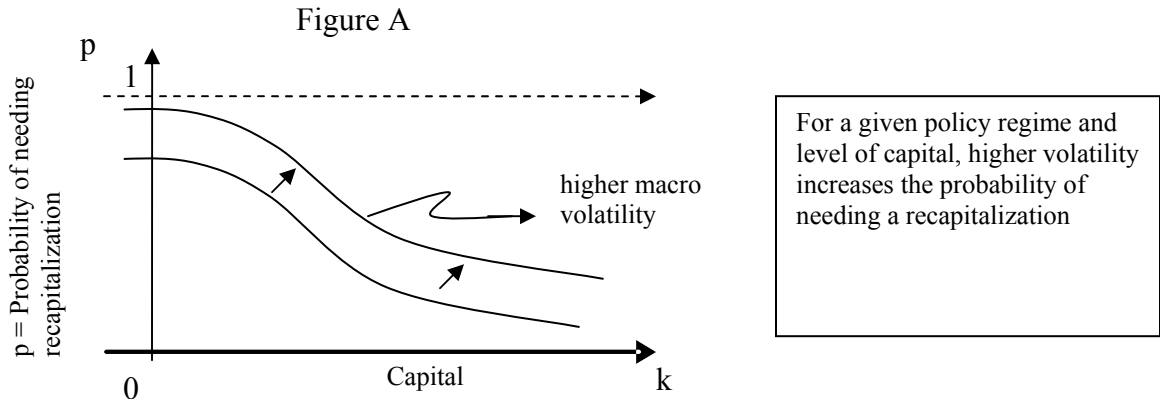 Figure A
p
1
p = Probability of needing
recapitalization
higher macro
volatility
0
Capital
k
For a given policy regime and
level of capital, higher volatility
increases the probability of
needing a recapitalization